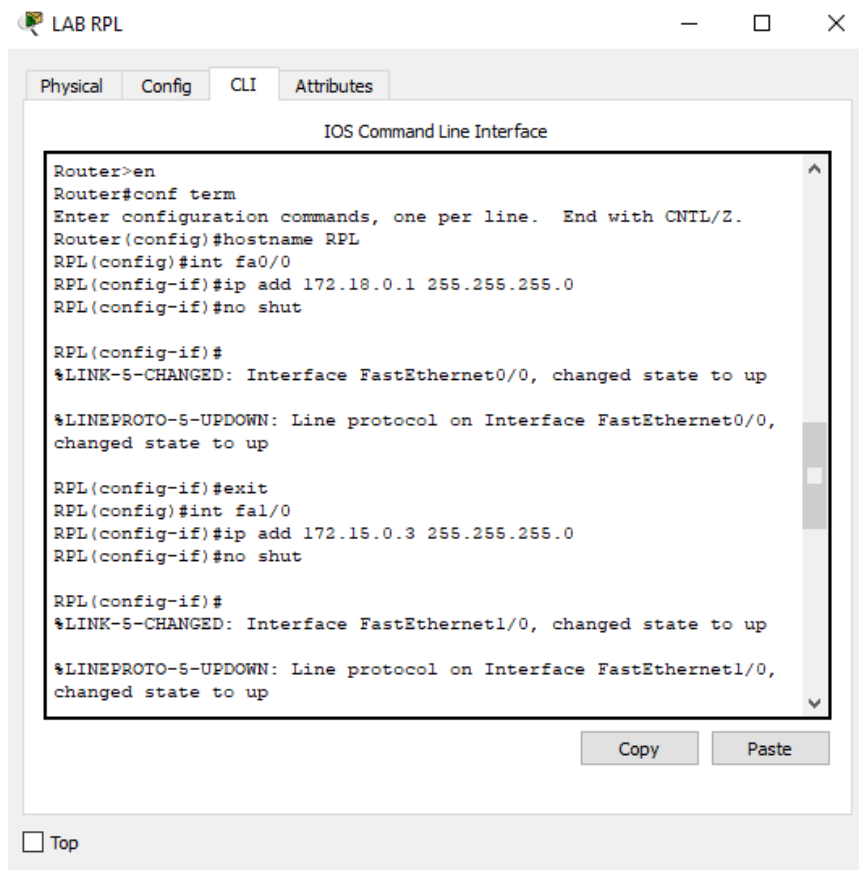 LAB RPL
Physical Config CLI Attributes
IOS Command Line Interface
Router>en
Router#conf term
Enter configuration commands, one per line.  End with CNTL/Z.
Router(config)#hostname RPL
RPL(config)#int fa0/0
RPL(config-if)#ip add 172.18.0.1 255.255.255.0
RPL(config-if)#no shut
RPL(config-if)#
%LINK-5-CHANGED: Interface FastEthernet0/0, changed state to up
%LINEPROTO-5-UPDOWN: Line protocol on Interface FastEthernet0/0,
changed state to up
RPL(config-if)#exit
RPL(config)#int fa1/0
RPL(config-if)#ip add 172.15.0.3 255.255.255.0
RPL(config-if)#no shut
RPL(config-if)#
%LINK-5-CHANGED: Interface FastEthernet1/0, changed state to up
%LINEPROTO-5-UPDOWN: Line protocol on Interface FastEthernet1/0,
changed state to up
Copy Paste
Top